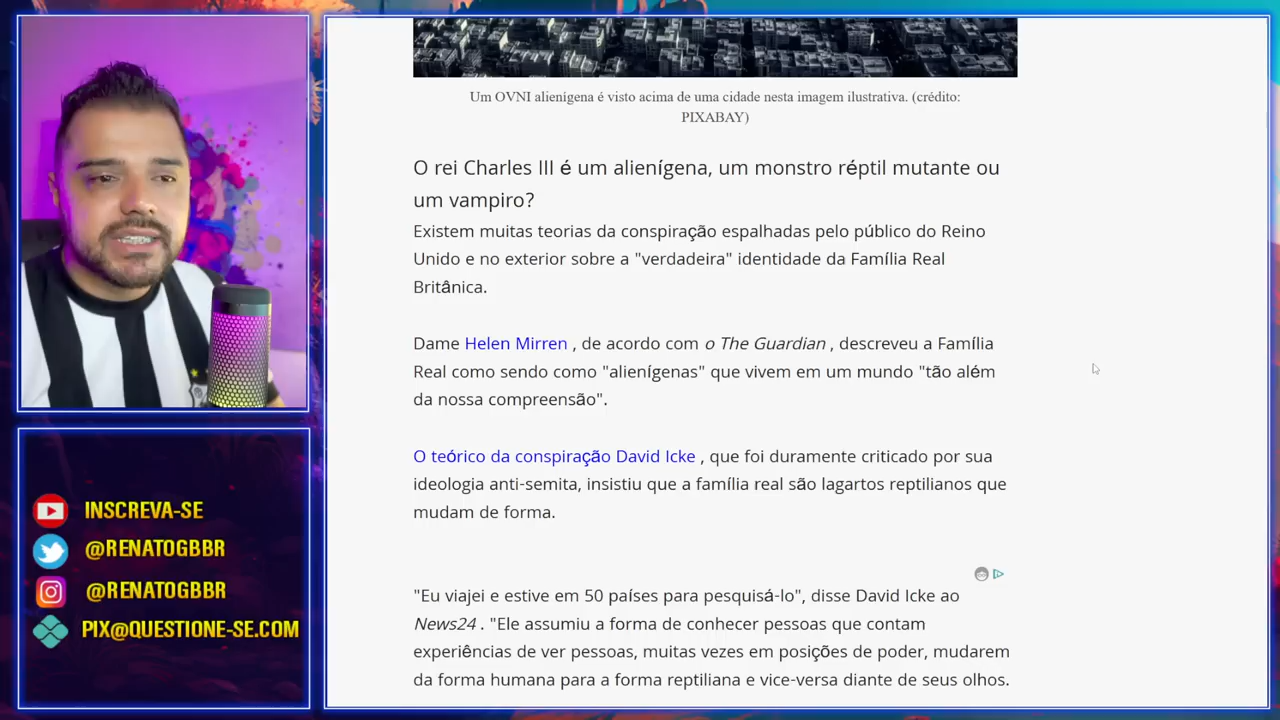 Um OVNI alienígena é visto acima de uma cidade nesta imagem ilustrativa. (crédito:
PIXABAY)
O rei Charles III é um alienígena, um monstro réptil mutante ou
um vampiro?
Existem muitas teorias da conspiração espalhadas pelo público do Reino
Unido e no exterior sobre a "verdadeira" identidade da Família Real
Britânica.
Dame Helen Mirren , de acordo com o The Guardian , descreveu a Família
Real como sendo como "alienígenas" que vivem em um mundo "tão além
da nossa compreensão".
O teórico da conspiração David Icke , que foi duramente criticado por sua
ideologia anti-semita, insistiu que a família real são lagartos reptilianos que
mudam de forma.
"Eu viajei e estive em 50 países para pesquisá-lo", disse David Icke ao
News24 . "Ele assumiu a forma de conhecer pessoas que contam
experiências de ver pessoas, muitas vezes em posições de poder, mudarem
da forma humana para a forma reptiliana e vice-versa diante de seus olhos.
INSCREVA-SE
@RENATOGBBR
@RENATOGBBR
PIX@QUESTIONE-SE.COM